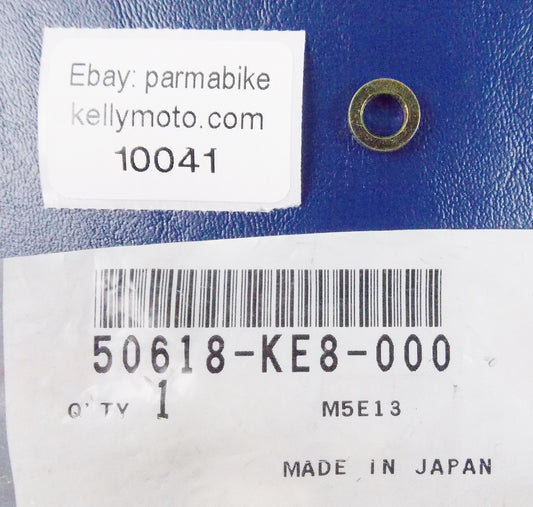 Ebay: parmabike
kellymoto.com
10041
50618-KE8-000
Q'TY 1 M5E13
MADE IN JAPAN